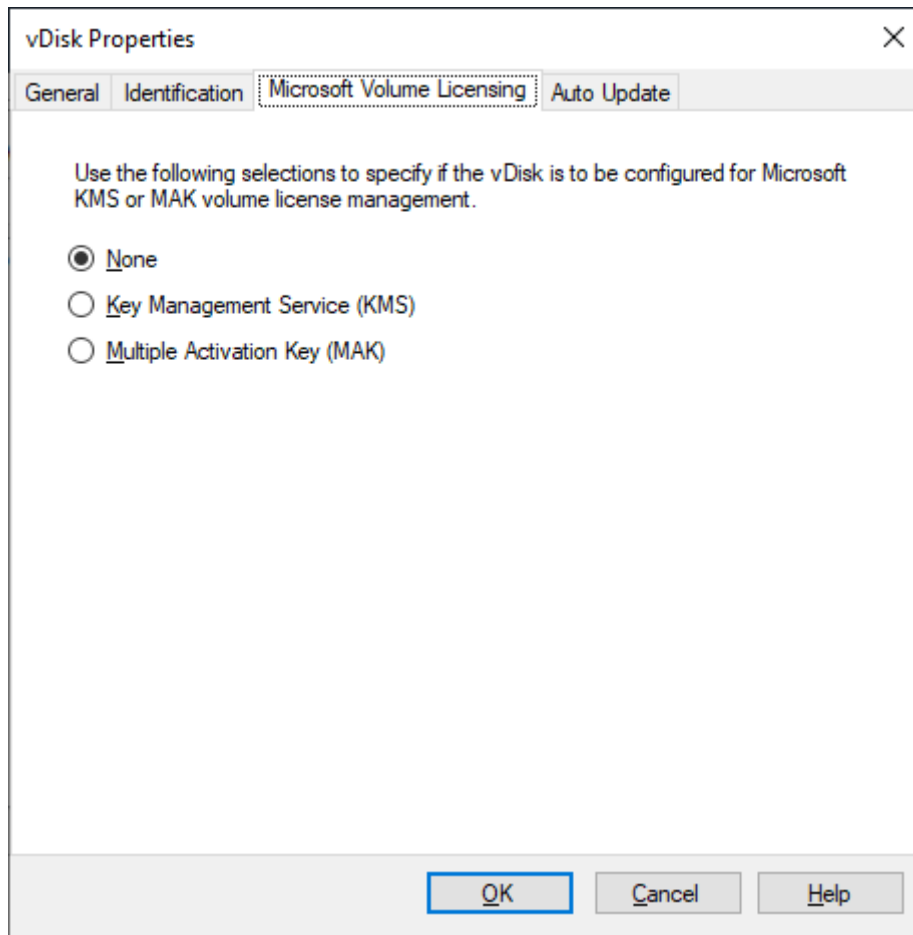 vDisk Properties
General Identification Microsoft Volume Licensing Auto Update
Use the following selections to specify if the vDisk is to be configured for Microsoft
KMS or MAK volume license management.
None
Key Management Service (KMS)
Multiple Activation Key (MAK)
OK Cancel Help